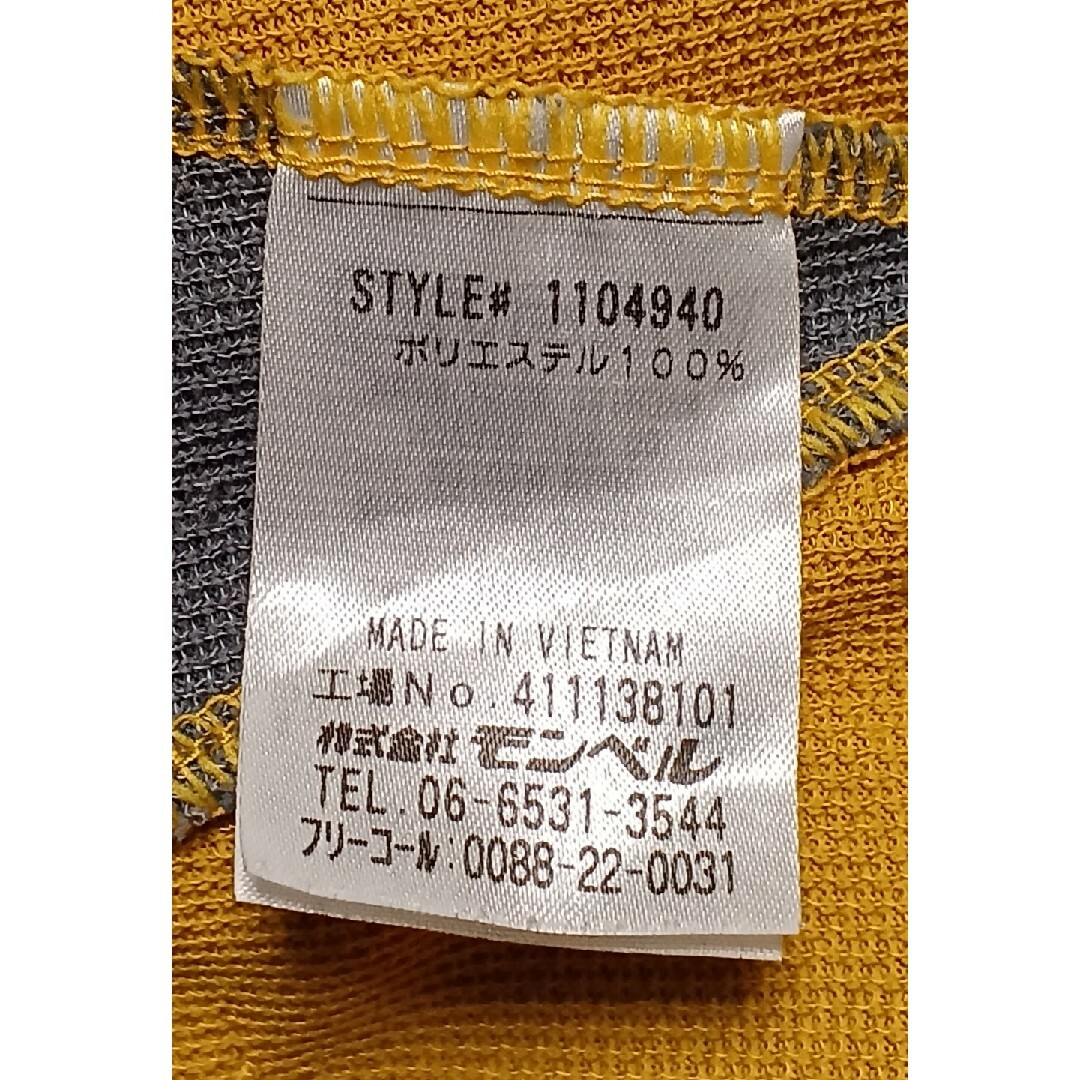 STYLE# 1104940
ポリエステル100%
MADE IN VIETNAM
工場No.411138101
株式会社 モンベル
TEL.06-6531-3544
フリーコール:0088-22-0031